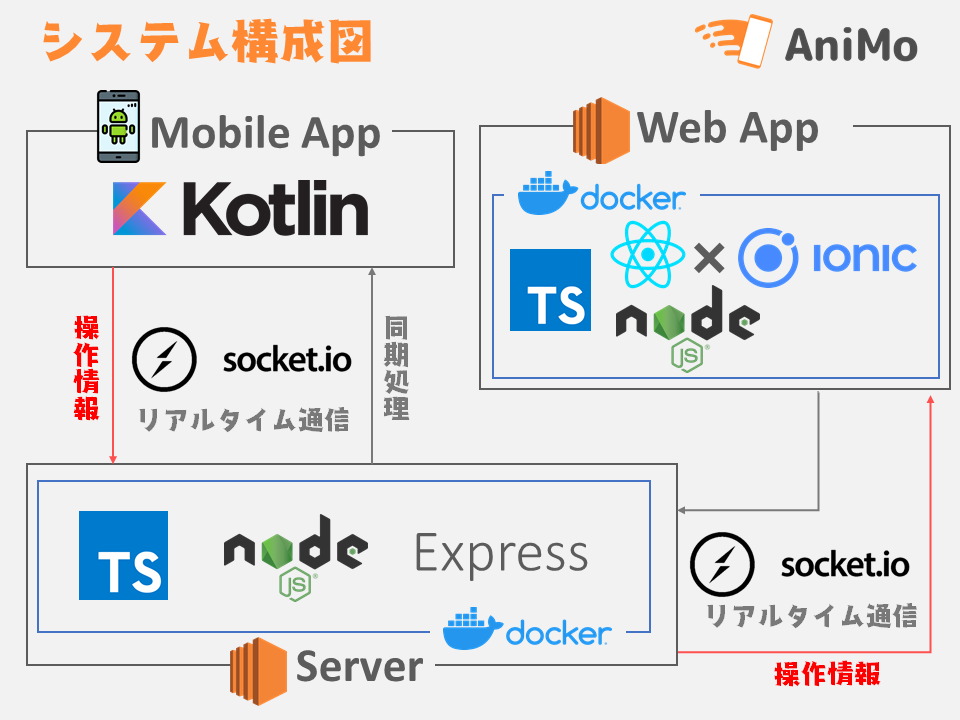 システム構成図
AniMo
Mobile App
Kotlin
Web App
docker
TS
IONIC
node
JS
操作情報
socket.io
リアルタイム通信
同期処理
TS
node
JS
Express
docker
Server
socket.io
リアルタイム通信
操作情報